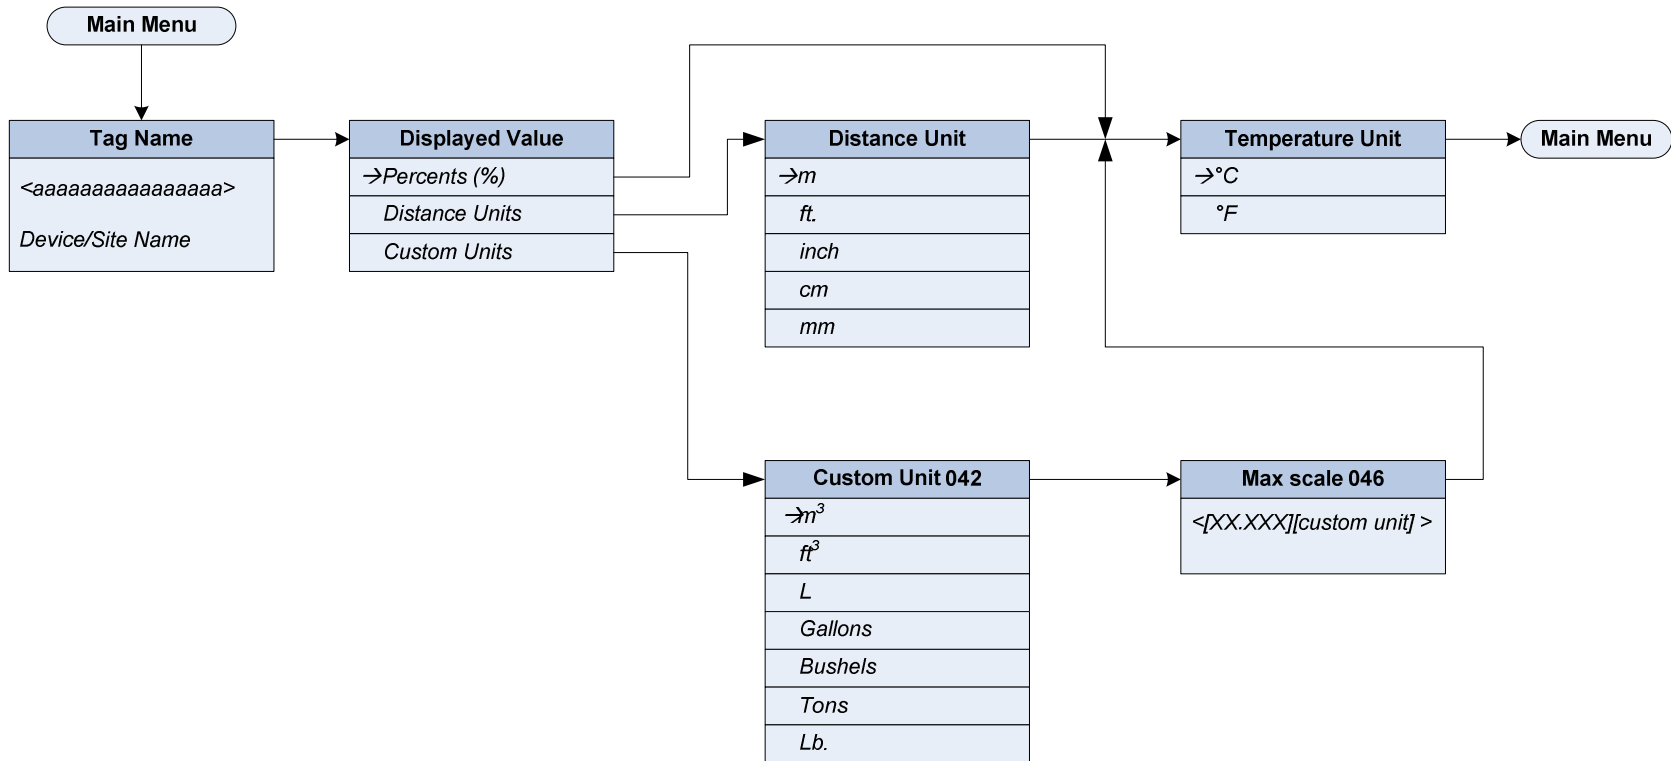 Main Menu
Tag Name
<aaaaaaaaaaaaaaaa>
Device/Site Name
Displayed Value
→Percents (%)
Distance Units
Custom Units
Distance Unit
→m
ft.
inch
cm
mm
Temperature Unit
→°C
°F
Main Menu
Custom Unit 042
→m³
ft³
L
Gallons
Bushels
Tons
Lb.
Max scale 046
<[XX.XXX][custom unit] >